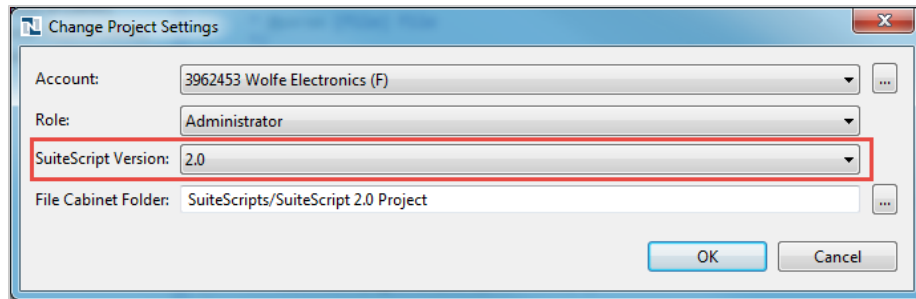 Change Project Settings
Account: 3962453 Wolfe Electronics (F) ...
Role: Administrator
SuiteScript Version: 2.0
File Cabinet Folder: SuiteScripts/SuiteScript 2.0 Project ...
OK Cancel